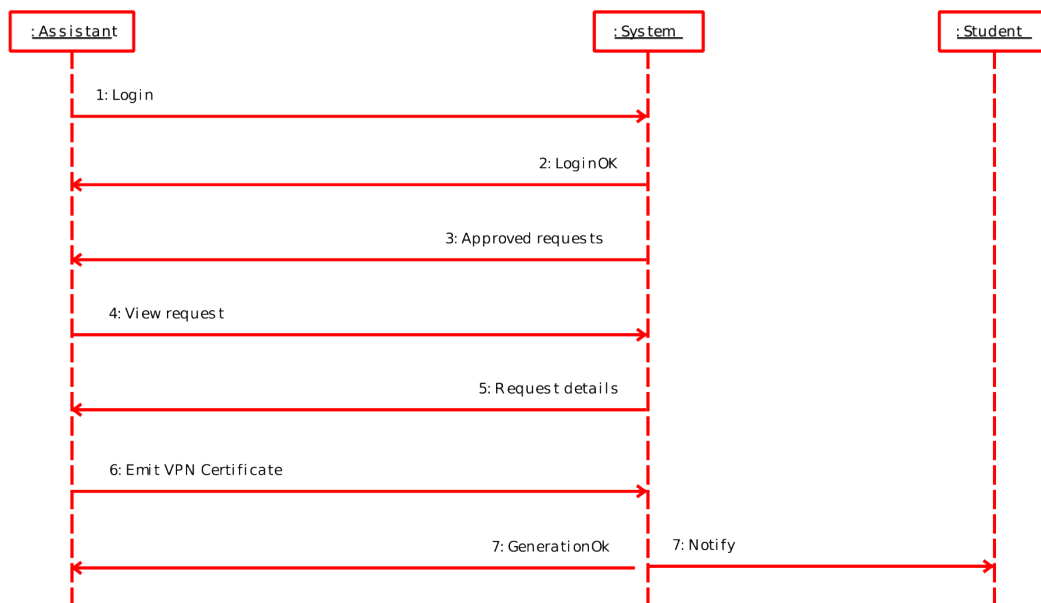 : Assistant
: System
: Student
1: Login
2: LoginOK
3: Approved requests
4: View request
5: Request details
6: Emit VPN Certificate
7: GenerationOk
7: Notify